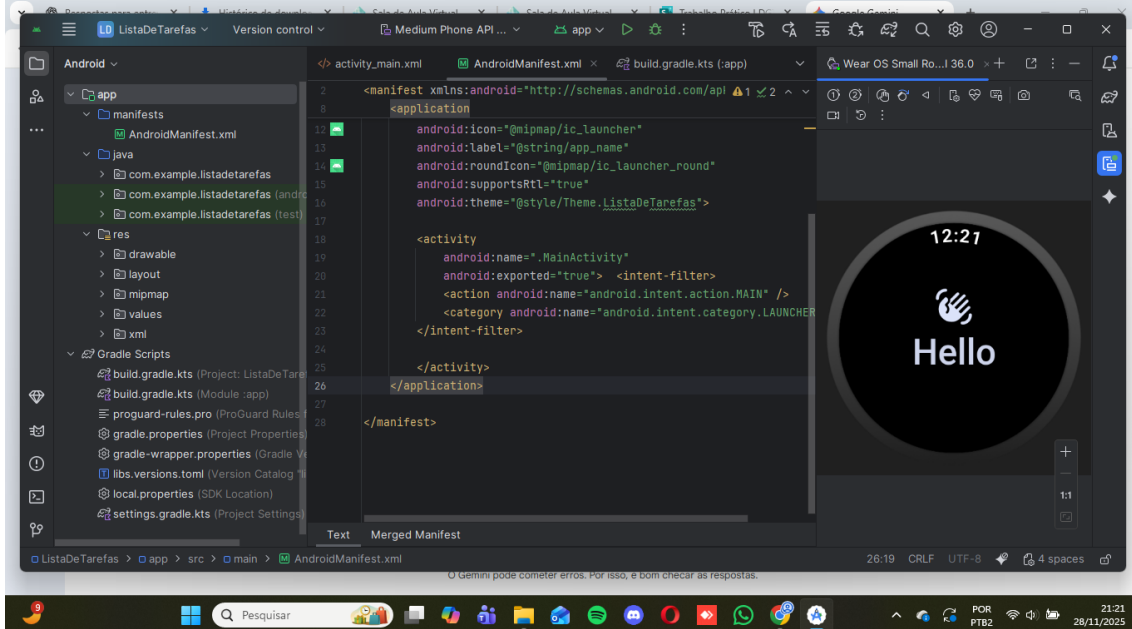 LD ListaDeTarefas Version control Medium Phone API ... app
Android
activity_main.xml AndroidManifest.xml build.gradle.kts (:app) Wear OS Small Ro...l 36.0
app
manifests
AndroidManifest.xml
java
com.example.listadetarefas
com.example.listadetarefas (andro
com.example.listadetarefas (test)
res
drawable
layout
mipmap
values
xml
Gradle Scripts
build.gradle.kts (Project: ListaDeTare
build.gradle.kts (Module :app)
proguard-rules.pro (ProGuard Rules f
gradle.properties (Project Properties)
gradle-wrapper.properties (Gradle Ve
libs.versions.toml (Version Catalog "li
local.properties (SDK Location)
settings.gradle.kts (Project Settings)
2 <manifest xmlns:android="http://schemas.android.com/apk 1 2
8 <application
12 android:icon="@mipmap/ic_launcher"
13 android:label="@string/app_name"
14 android:roundIcon="@mipmap/ic_launcher_round"
15 android:supportsRtl="true"
16 android:theme="@style/Theme.ListaDeTarefas">
17
18 <activity
19 android:name=".MainActivity"
20 android:exported="true"> <intent-filter>
21 <action android:name="android.intent.action.MAIN" />
22 <category android:name="android.intent.category.LAUNCHER
23 </intent-filter>
24
25 </activity>
26 </application>
27
28 </manifest>
Text Merged Manifest
12:21
Hello
1:1
ListaDeTarefas > app > src > main > AndroidManifest.xml 26:19 CRLF UTF-8 4 spaces
O Gemini pode cometer erros. Por isso, é bom checar as respostas.
9
Pesquisar
POR
PTB2
21:21
28/11/2025